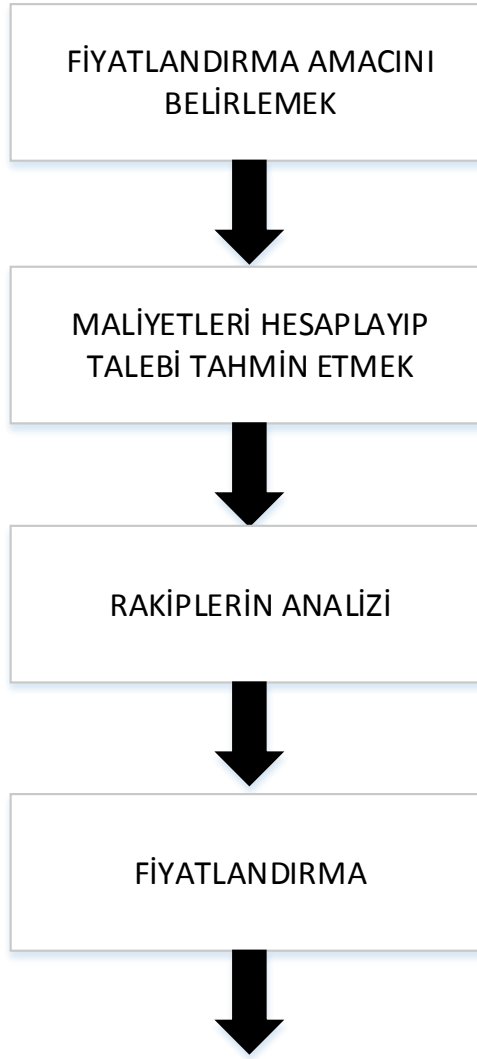 FİYATLANDIRMA AMACINI
BELİRLEMEK
MALİYETLERİ HESAPLAYIP
TALEBİ TAHMİN ETMEK
RAKİPLERİN ANALİZİ
FİYATLANDIRMA